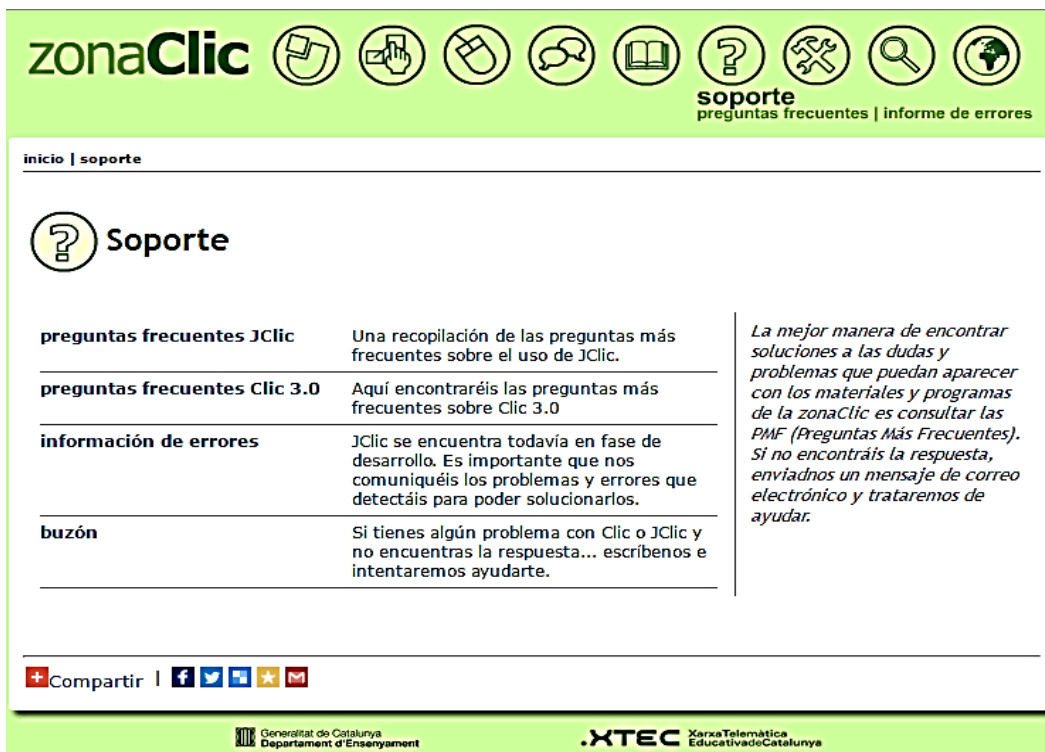 zonaClic
soporte
preguntas frecuentes | informe de errores
inicio | soporte
Soporte
preguntas frecuentes JClic
Una recopilación de las preguntas más
frecuentes sobre el uso de JClic.
preguntas frecuentes Clic 3.0
Aquí encontraréis las preguntas más
frecuentes sobre Clic 3.0
información de errores
JClic se encuentra todavía en fase de
desarrollo. Es importante que nos
comuniquéis los problemas y errores que
detectáis para poder solucionarlos.
buzón
Si tienes algún problema con Clic o JClic y
no encuentras la respuesta... escríbenos e
intentaremos ayudarte.
La mejor manera de encontrar
soluciones a las dudas y
problemas que puedan aparecer
con los materiales y programas
de la zonaClic es consultar las
PMF (Preguntas Más Frecuentes).
Si no encontráis la respuesta,
enviadnos un mensaje de correo
electrónico y trataremos de
ayudar.
Compartir |
Generalitat de Catalunya
Departament d'Ensenyament
.XTEC
XarxaTelemàtica
EducativadeCatalunya